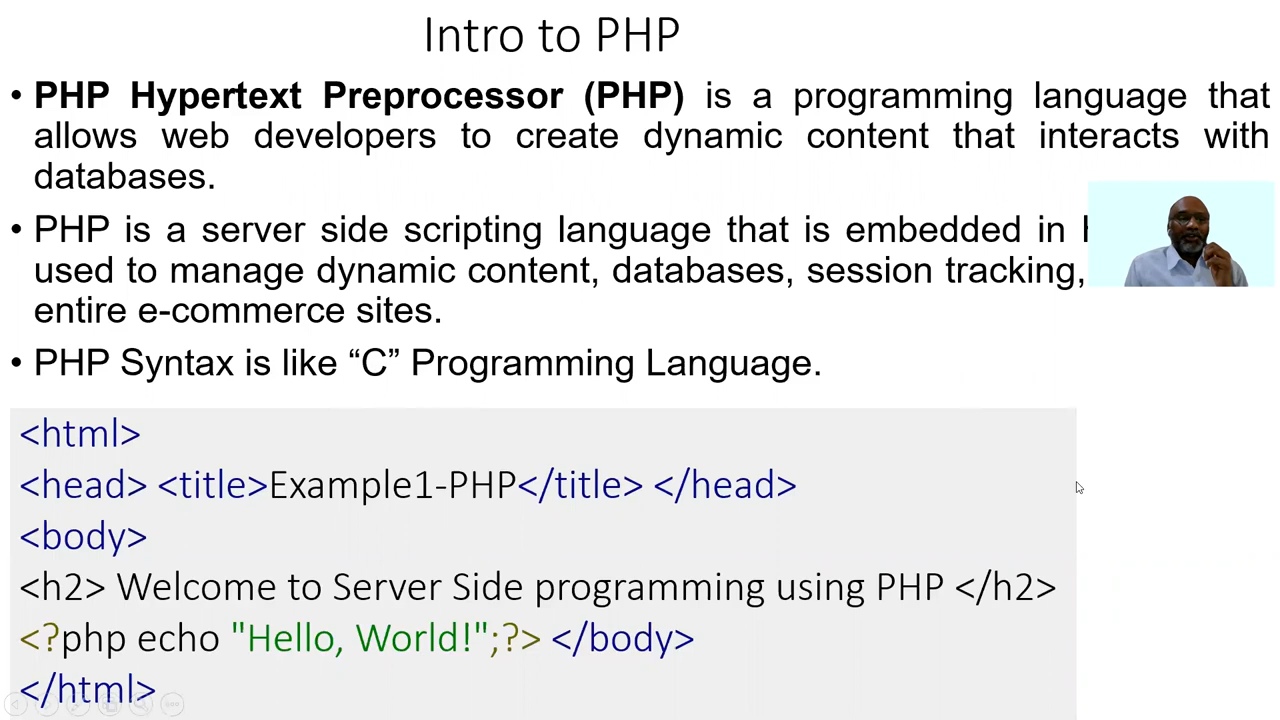 Intro to PHP
• PHP Hypertext Preprocessor (PHP) is a programming language that
allows web developers to create dynamic content that interacts with
databases.
• PHP is a server side scripting language that is embedded in
used to manage dynamic content, databases, session tracking,
entire e-commerce sites.
• PHP Syntax is like “C” Programming Language.
<html>
<head> <title>Example1-PHP</title> </head>
<body>
<h2> Welcome to Server Side programming using PHP </h2>
<?php echo "Hello, World!";?> </body>
</html>